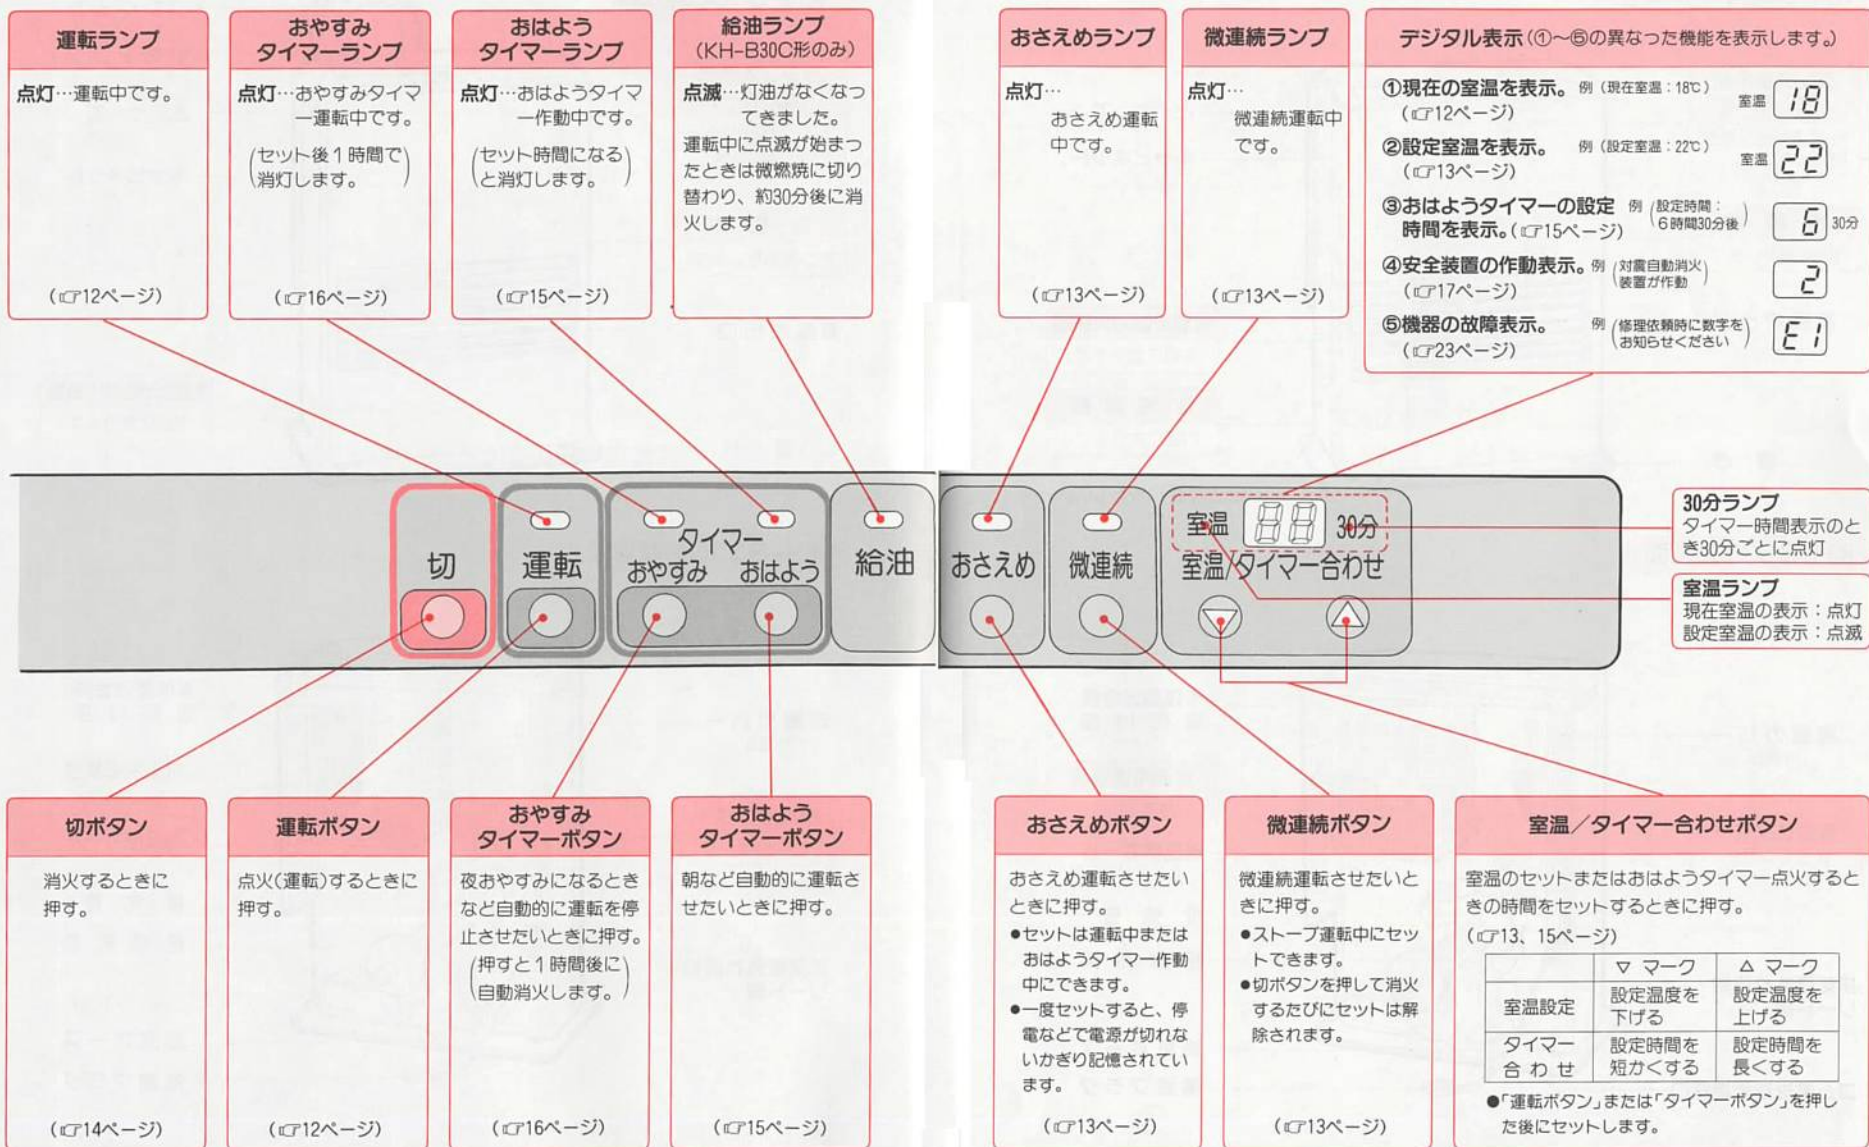 運転ランプ
点灯…運転中です。
(☞12ページ)
おやすみ
タイマーランプ
点灯…おやすみタイマ
ー運転中です。
(セット後1時間で
消灯します。)
(☞16ページ)
おはよう
タイマーランプ
点灯…おはようタイマ
ー作動中です。
(セット時間になる
と消灯します。)
(☞15ページ)
給油ランプ
(KH-B30C形のみ)
点滅…灯油がなくなっ
てきました。
運転中に点滅が始まっ
たときは微燃焼に切り
替わり、約30分後に消
火します。
おさえめランプ
点灯…
おさえめ運転
中です。
(☞13ページ)
微連続ランプ
点灯…
微連続運転中
です。
(☞13ページ)
デジタル表示(①~⑤の異なった機能を表示します。)
①現在の室温を表示。 例(現在室温:18℃) 室温 18
(☞12ページ)
②設定室温を表示。 例(設定室温:22℃) 室温 22
(☞13ページ)
③おはようタイマーの設定 例(設定時間:
時間を表示。(☞15ページ) 6時間30分後) 6 30分
④安全装置の作動表示。例(対震自動消火
(☞17ページ) 装置が作動) 2
⑤機器の故障表示。 例(修理依頼時に数字を
(☞23ページ) お知らせください) E1
切
運転
タイマー
おやすみ おはよう
給油
おさえめ
微連続
室温 88 30分
室温/タイマー合わせ
▽ △
30分ランプ
タイマー時間表示のと
き30分ごとに点灯
室温ランプ
現在室温の表示:点灯
設定室温の表示:点滅
切ボタン
消火するときに
押す。
(☞14ページ)
運転ボタン
点火(運転)するときに
押す。
(☞12ページ)
おやすみ
タイマーボタン
夜おやすみになるとき
など自動的に運転を停
止させたいときに押す。
(押すと1時間後に
自動消火します。)
(☞16ページ)
おはよう
タイマーボタン
朝など自動的に運転さ
せたいときに押す。
(☞15ページ)
おさえめボタン
おさえめ運転させたい
ときに押す。
●セットは運転中または
おはようタイマー作動
中にできます。
●一度セットすると、停
電などで電源が切れな
いかぎり記憶されてい
ます。
(☞13ページ)
微連続ボタン
微連続運転させたいと
きに押す。
●ストーブ運転中にセッ
トできます。
●切ボタンを押して消火
するたびにセットは解
除されます。
(☞13ページ)
室温/タイマー合わせボタン
室温のセットまたはおはようタイマー点火すると
きの時間をセットするときに押す。
(☞13、15ページ)
▽ マーク △ マーク
室温設定 設定温度を下げる 設定温度を上げる
タイマー合わせ 設定時間を短かくする 設定時間を長くする
●「運転ボタン」または「タイマーボタン」を押し
た後にセットします。